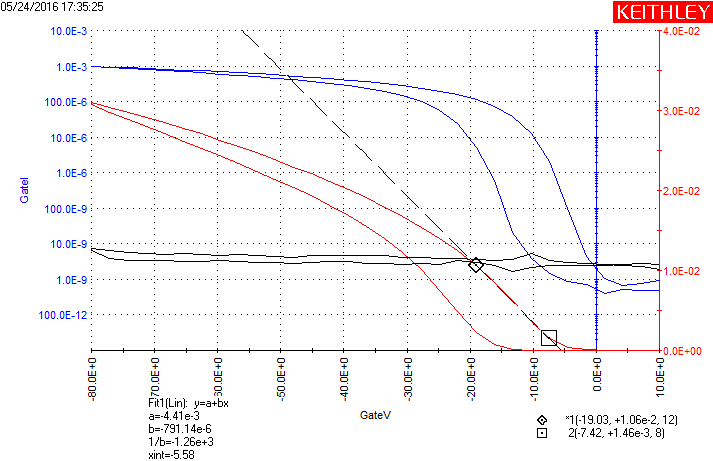 05/24/2016 17:35:25
KEITHLEY
10.0E-3
1.0E-3
100.0E-6
10.0E-6
1.0E-6
100.0E-9
10.0E-9
1.0E-9
100.0E-12
GateI
4.0E-02
3.0E-02
2.0E-02
1.0E-02
0.0E+00
-80.0E+0
-70.0E+0
-60.0E+0
-50.0E+0
-40.0E+0
-30.0E+0
-20.0E+0
-10.0E+0
0.0E+0
10.0E+0
GateV
Fit1(Lin): y=a+bx
a=-4.41e-3
b=-791.14e-6
1/b=-1.26e+3
xint=-5.58
*1(-19.03, +1.06e-2, 12)
2(-7.42, +1.46e-3, 8)